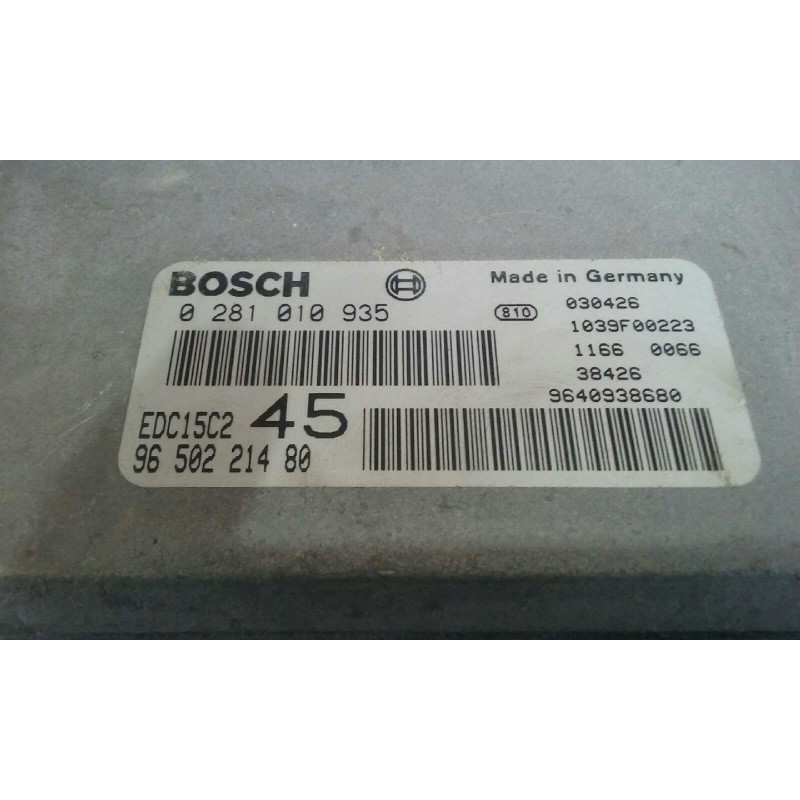 BOSCH
Made in Germany
0 281 010 935
810
030426
1039F00223
1166 0066
38426
9640938680
EDC15C2 45
96 502 214 80